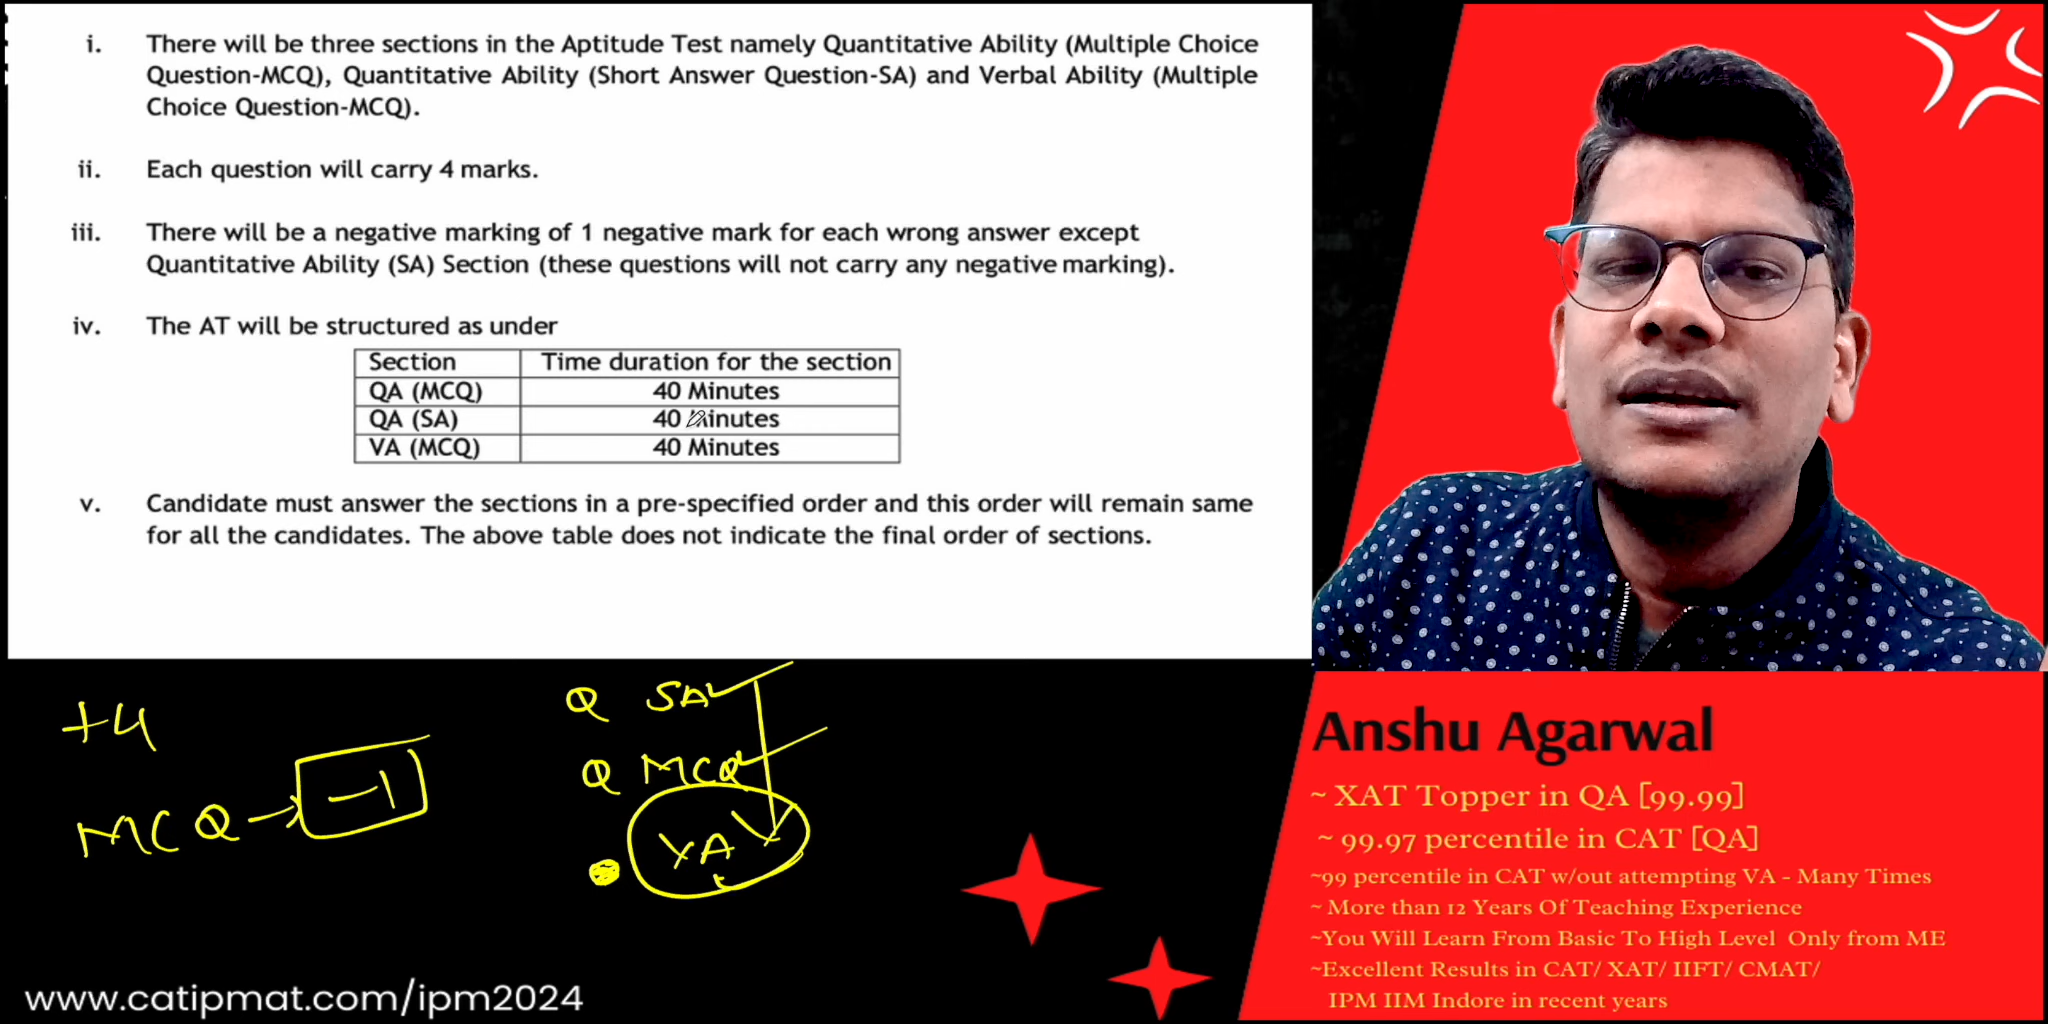 i. There will be three sections in the Aptitude Test namely Quantitative Ability (Multiple Choice
Question-MCQ), Quantitative Ability (Short Answer Question-SA) and Verbal Ability (Multiple
Choice Question-MCQ).
ii. Each question will carry 4 marks.
iii. There will be a negative marking of 1 negative mark for each wrong answer except
Quantitative Ability (SA) Section (these questions will not carry any negative marking).
iv. The AT will be structured as under
Section Time duration for the section
QA (MCQ) 40 Minutes
QA (SA) 40 Minutes
VA (MCQ) 40 Minutes
v. Candidate must answer the sections in a pre-specified order and this order will remain same
for all the candidates. The above table does not indicate the final order of sections.
+4
MCQ → -1
Q SA
Q MCQ
VA
www.catipmat.com/ipm2024
Anshu Agarwal
~ XAT Topper in QA [99.99]
~ 99.97 percentile in CAT [QA]
~99 percentile in CAT w/out attempting VA - Many Times
~ More than 12 Years Of Teaching Experience
~You Will Learn From Basic To High Level Only from ME
~Excellent Results in CAT/ XAT/ IIFT/ CMAT/
IPM IIM Indore in recent years